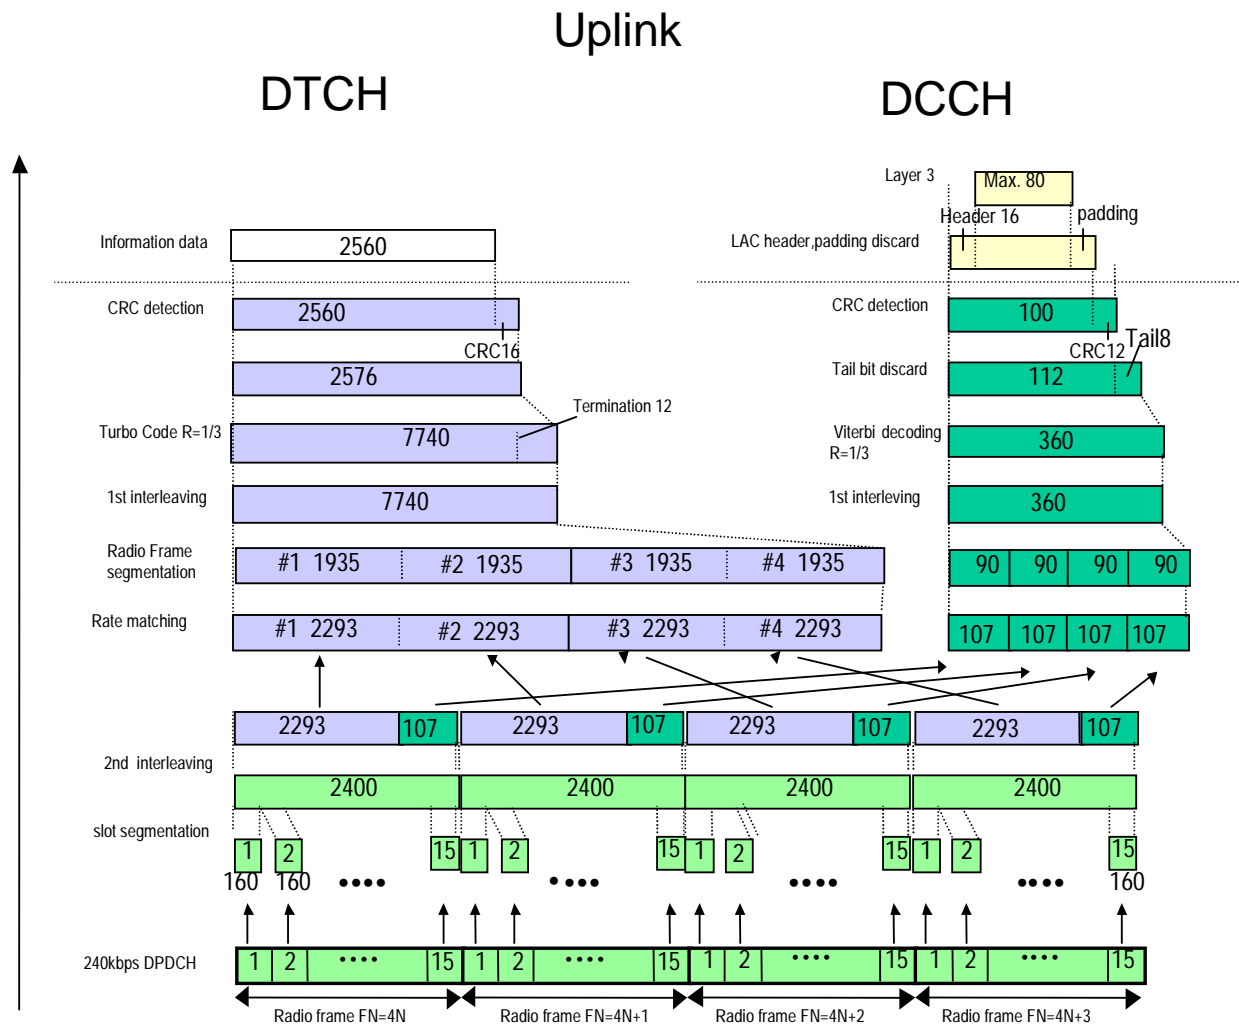 Uplink
DTCH
DCCH
Layer 3
Max. 80
Header 16
padding
Information data
2560
LAC header,padding discard
CRC detection
2560
CRC detection
100
CRC16
CRC12
Tail8
2576
Tail bit discard
112
Termination 12
Turbo Code R=1/3
7740
Viterbi decoding
R=1/3
360
1st interleaving
7740
1st interleving
360
Radio Frame
segmentation
#1 1935
#2 1935
#3 1935
#4 1935
90
90
90
90
Rate matching
#1 2293
#2 2293
#3 2293
#4 2293
107
107
107
107
2293
107
2293
107
2293
107
2293
107
2nd interleaving
2400
2400
2400
2400
slot segmentation
1
2
15
1
2
15
1
2
15
1
2
15
160
160
••••
••••
••••
••••
160
240kbps DPDCH
1
2
••••
15
1
2
••••
15
1
2
••••
15
1
2
••••
15
Radio frame FN=4N
Radio frame FN=4N+1
Radio frame FN=4N+2
Radio frame FN=4N+3